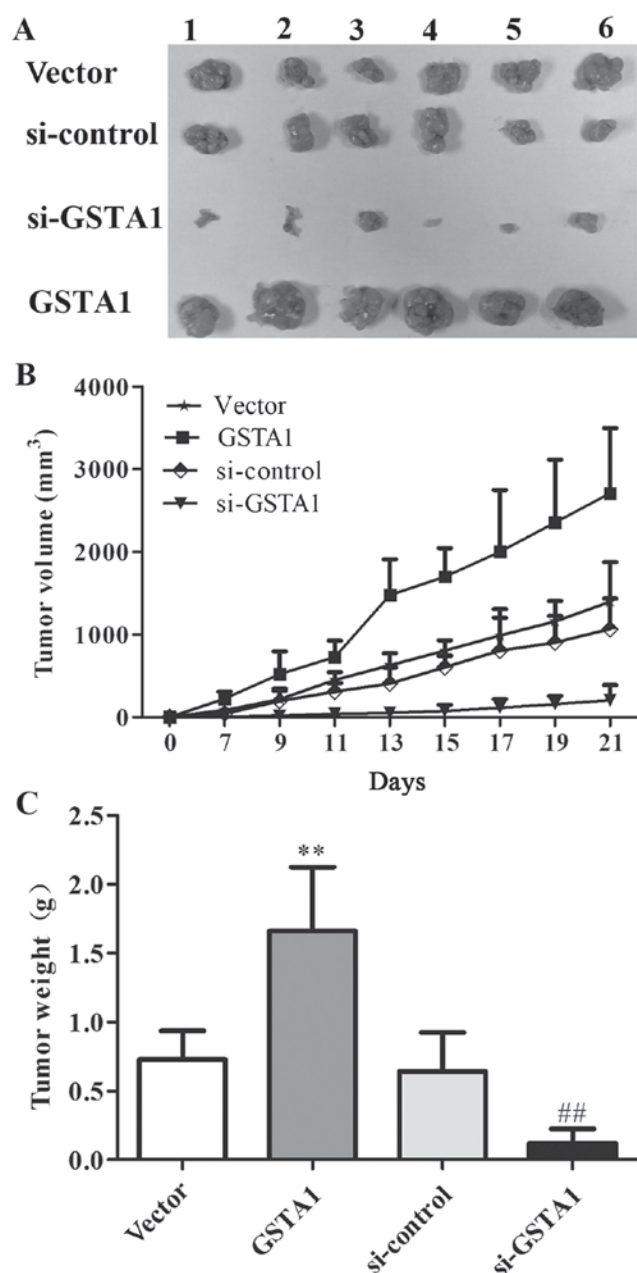 A
1 2 3 4 5 6
Vector
si-control
si-GSTA1
GSTA1
B
Tumor volume (mm³)
4000
3000
2000
1000
0
Vector
GSTA1
si-control
si-GSTA1
0 7 9 11 13 15 17 19 21
Days
C
Tumor weight (g)
2.5
2.0
1.5
1.0
0.5
0.0
**
##
Vector
GSTA1
si-control
si-GSTA1